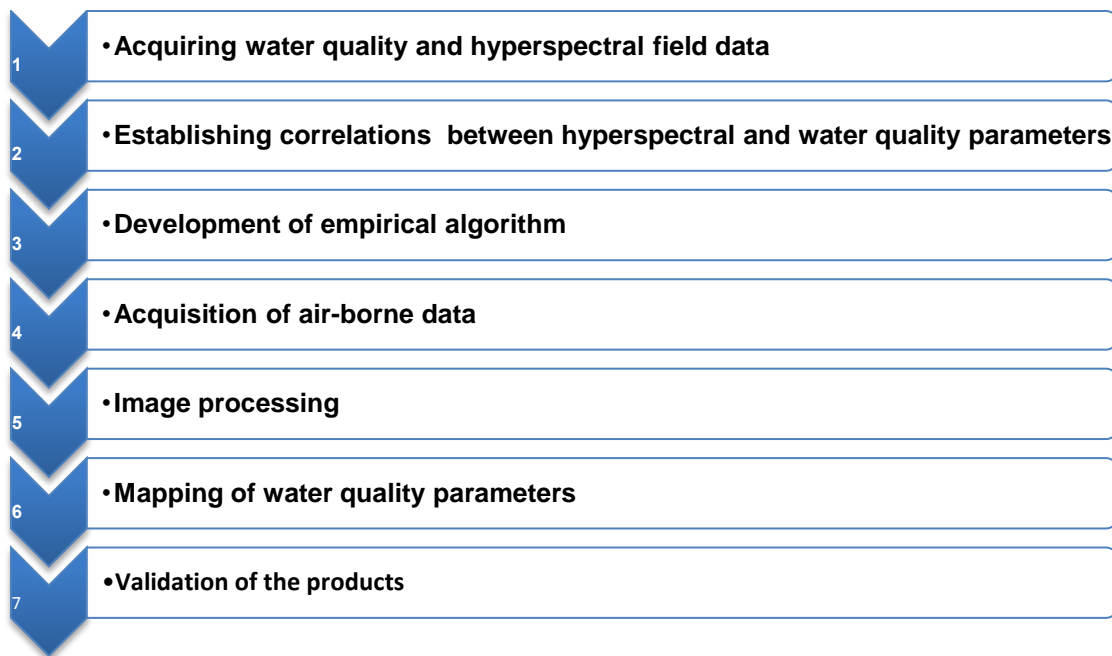 1 •Acquiring water quality and hyperspectral field data
2 •Establishing correlations between hyperspectral and water quality parameters
3 •Development of empirical algorithm
4 •Acquisition of air-borne data
5 •Image processing
6 •Mapping of water quality parameters
7 •Validation of the products